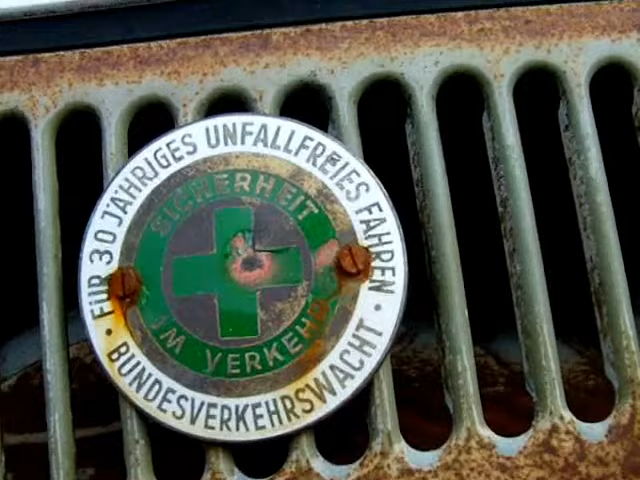 FÜR 30 JÄHRIGES UNFALLFREIES FAHREN
· BUNDESVERKEHRSWACHT ·
SICHERHEIT
IM VERKEHR